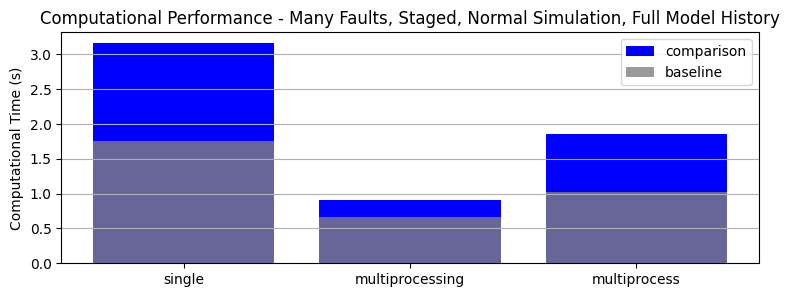 Computational Performance - Many Faults, Staged, Normal Simulation, Full Model History
Computational Time (s)
3.0
2.5
2.0
1.5
1.0
0.5
0.0
comparison
baseline
single
multiprocessing
multiprocess